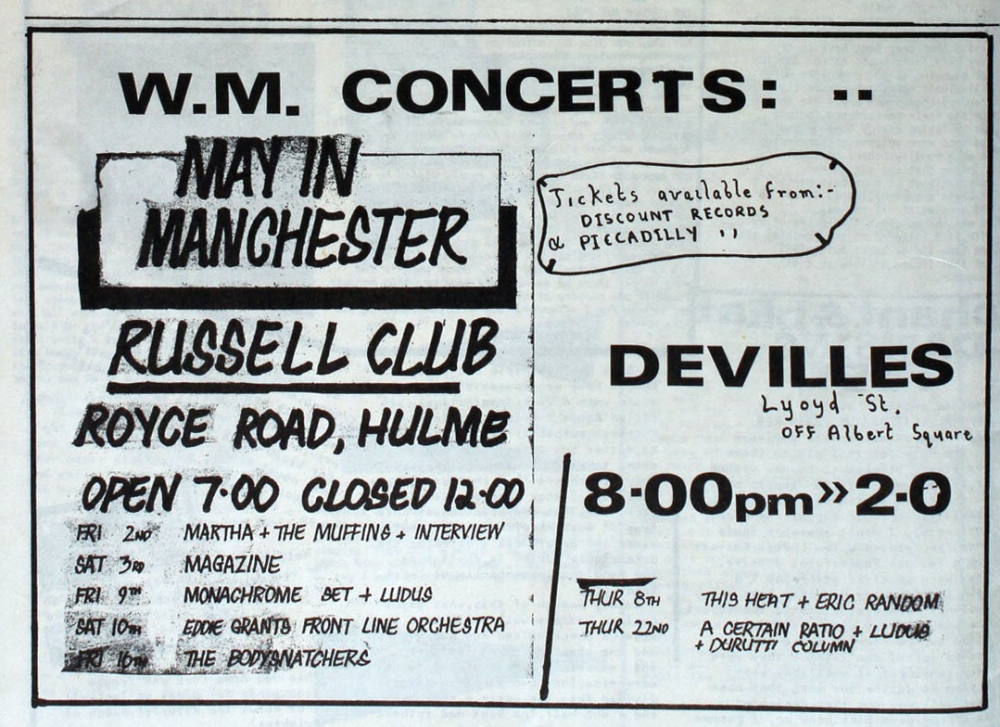 W.M. CONCERTS: --
MAY IN
MANCHESTER
RUSSELL CLUB
ROYCE ROAD, HULME
OPEN 7·00 CLOSED 12·00
FRI 2ND MARTHA + THE MUFFINS + INTERVIEW
SAT 3RD MAGAZINE
FRI 9TH MONACHROME SET + LUDUS
SAT 10TH EDDIE GRANTS FRONT LINE ORCHESTRA
FRI 16TH THE BODYSNATCHERS
Tickets available from:-
DISCOUNT RECORDS
& PICCADILLY ''
DEVILLES
Lyoyd St.
OFF Albert Square
8·00pm»2·0
THUR 8TH THIS HEAT + ERIC RANDOM
THUR 22ND A CERTAIN RATIO + LUDUS
+ DURUTTI COLUMN